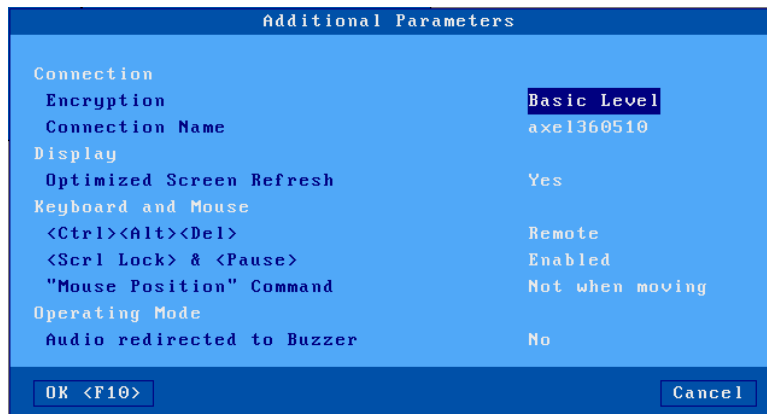 Additional Parameters
Connection
Encryption Basic Level
Connection Name axel360510
Display
Optimized Screen Refresh Yes
Keyboard and Mouse
<Ctrl><Alt><Del> Remote
<Scrl Lock> & <Pause> Enabled
"Mouse Position" Command Not when moving
Operating Mode
Audio redirected to Buzzer No
OK <F10> Cancel